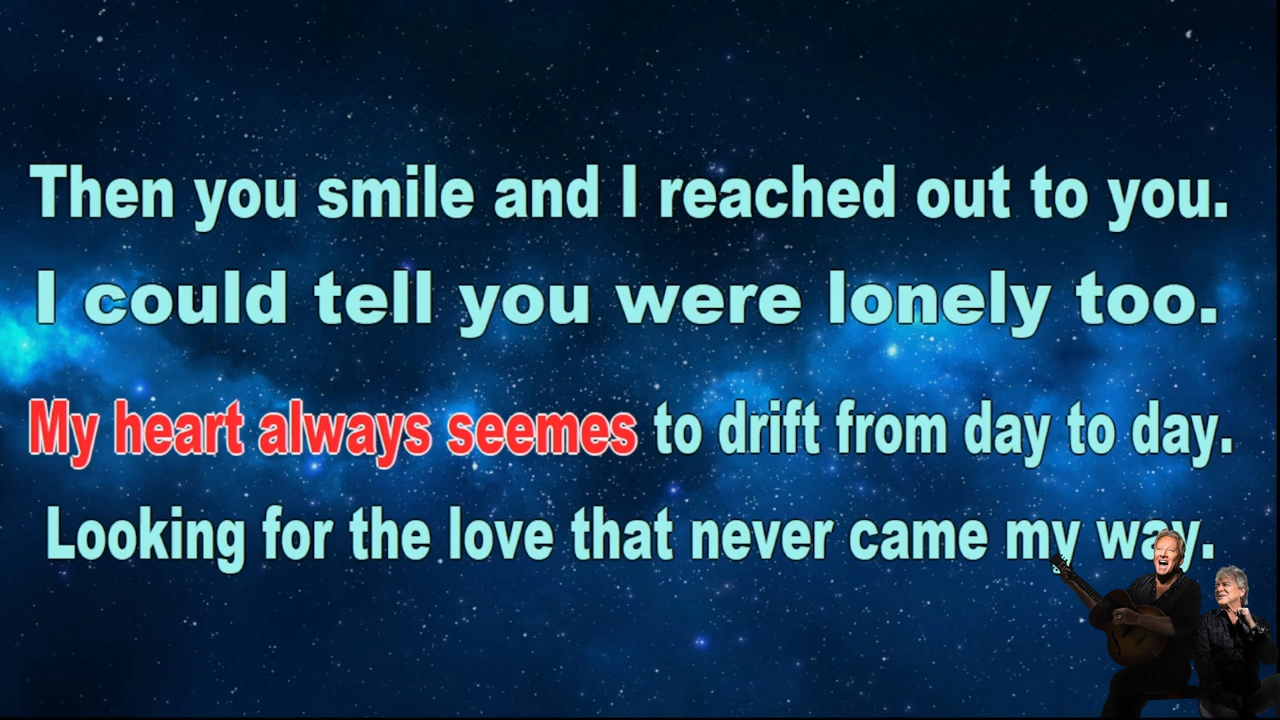 Then you smile and I reached out to you.
I could tell you were lonely too.
My heart always seemes to drift from day to day.
Looking for the love that never came my way.